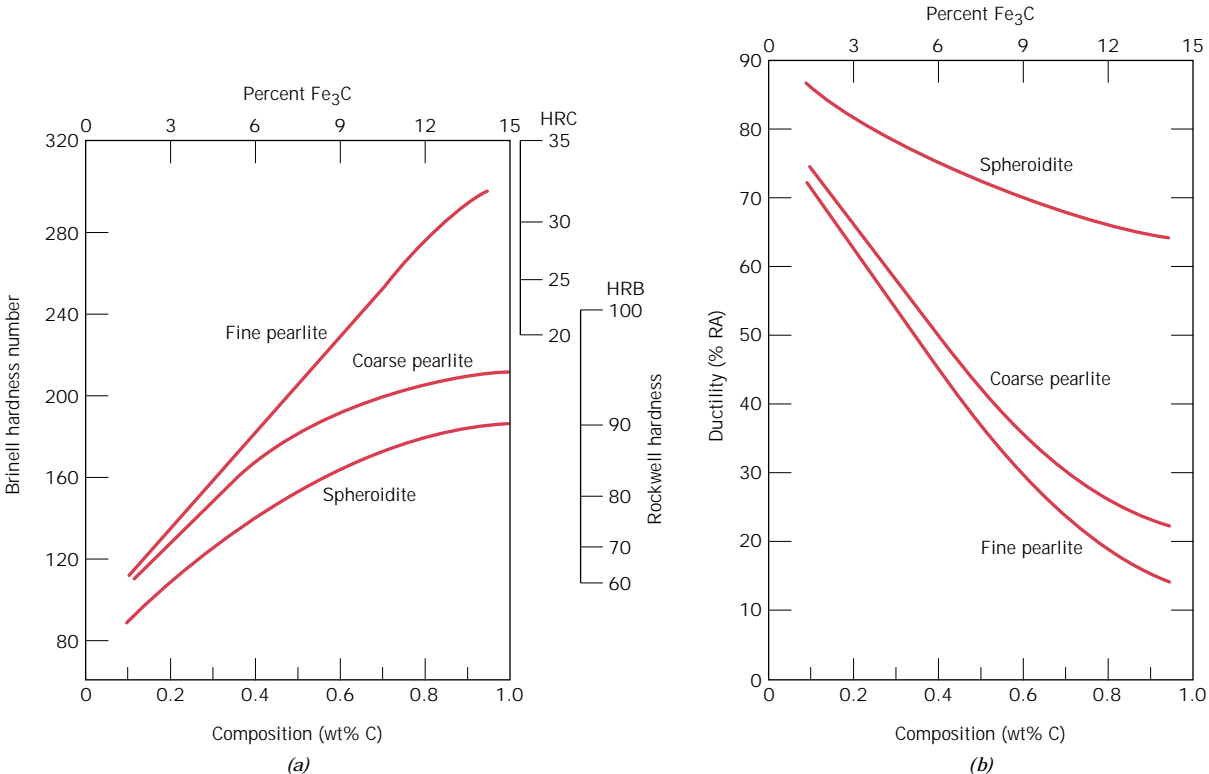 Percent Fe3C
0 3 6 9 12 15
HRC
320
280
240
200
160
120
80
35
30
25
20
HRB
100
90
80
70
60
Brinell hardness number
Rockwell hardness
Fine pearlite
Coarse pearlite
Spheroidite
0 0.2 0.4 0.6 0.8 1.0
Composition (wt% C)
(a)
Percent Fe3C
0 3 6 9 12 15
90
80
70
60
50
40
30
20
10
0
Ductility (% RA)
Spheroidite
Coarse pearlite
Fine pearlite
0 0.2 0.4 0.6 0.8 1.0
Composition (wt% C)
(b)